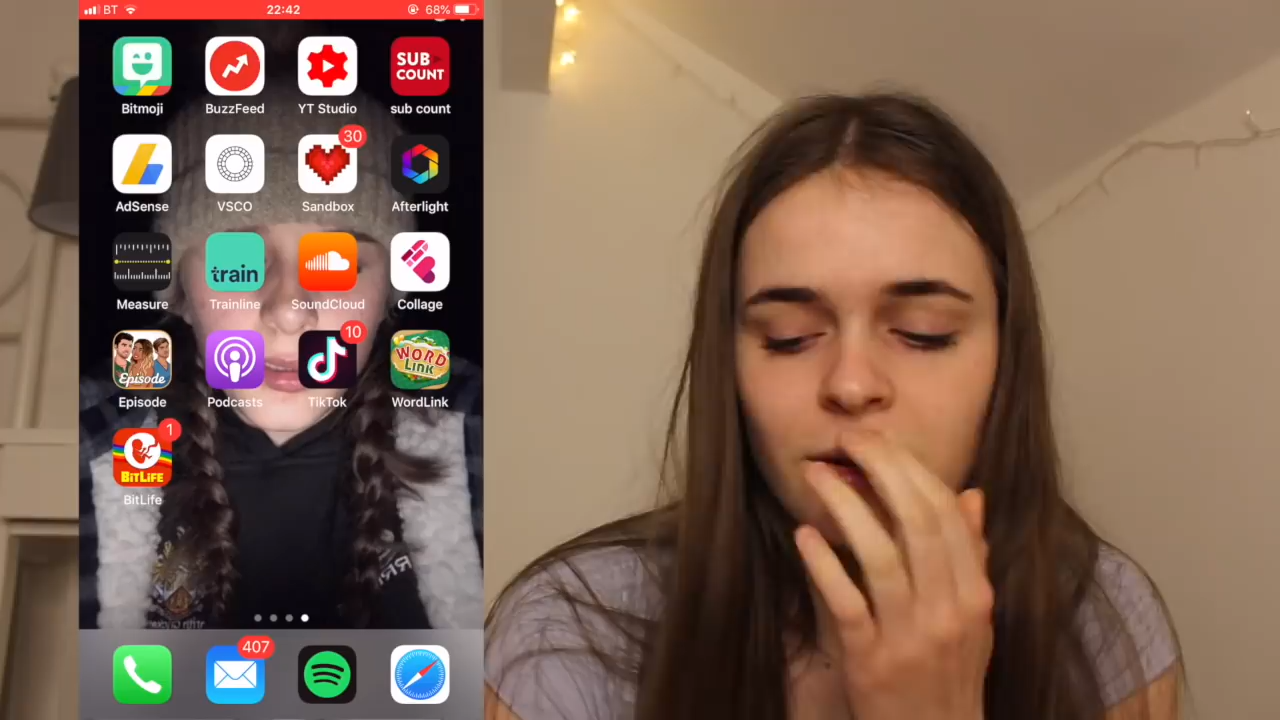 BT 22:42 68%
SUB COUNT
Bitmoji BuzzFeed YT Studio sub count
30
AdSense VSCO Sandbox Afterlight
train
Measure Trainline SoundCloud Collage
10
Episode WORD Link
Episode Podcasts TikTok WordLink
1
BITLIFE
BitLife
407